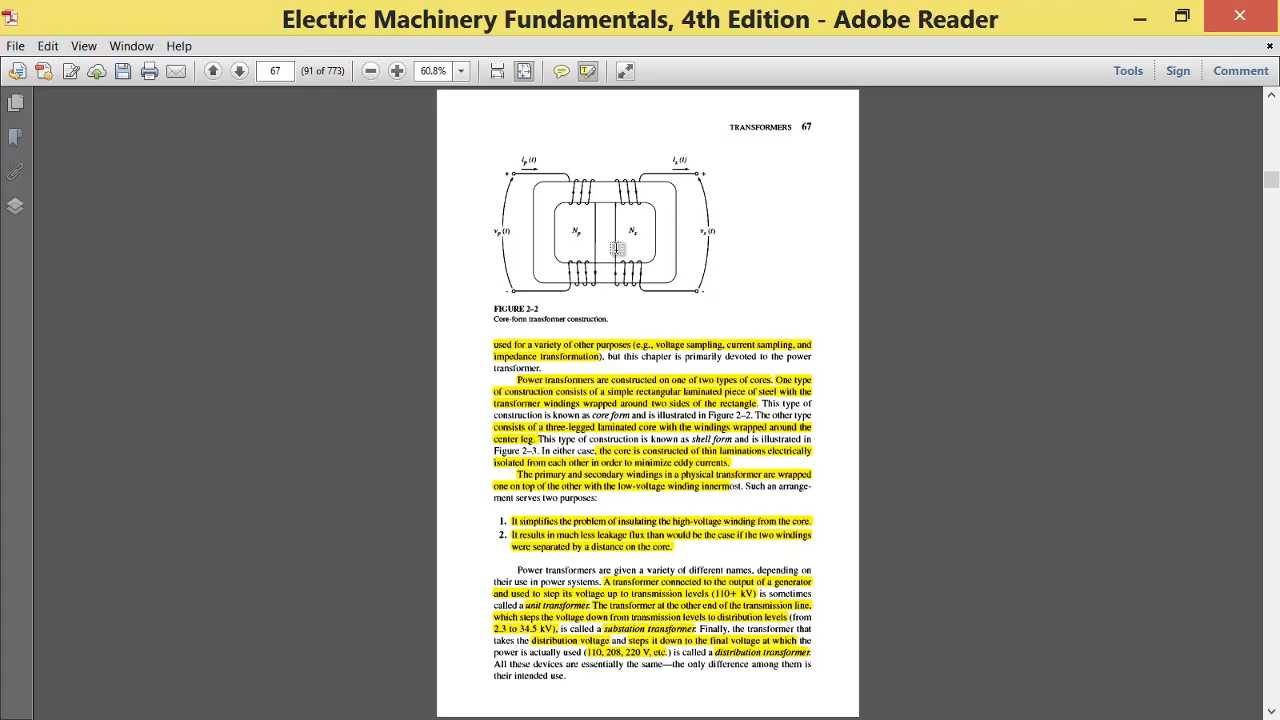 Electric Machinery Fundamentals, 4th Edition - Adobe Reader
File Edit View Window Help
67 (91 of 773) 60.8% Tools Sign Comment
TRANSFORMERS 67
i_p (t) i_s (t)
+ +
v_p (t) N_p N_s v_s (t)
- -
FIGURE 2–2
Core-form transformer construction.
used for a variety of other purposes (e.g., voltage sampling, current sampling, and
impedance transformation), but this chapter is primarily devoted to the power
transformer.
Power transformers are constructed on one of two types of cores. One type
of construction consists of a simple rectangular laminated piece of steel with the
transformer windings wrapped around two sides of the rectangle. This type of
construction is known as core form and is illustrated in Figure 2–2. The other type
consists of a three-legged laminated core with the windings wrapped around the
center leg. This type of construction is known as shell form and is illustrated in
Figure 2–3. In either case, the core is constructed of thin laminations electrically
isolated from each other in order to minimize eddy currents.
The primary and secondary windings in a physical transformer are wrapped
one on top of the other with the low-voltage winding innermost. Such an arrange-
ment serves two purposes:
1. It simplifies the problem of insulating the high-voltage winding from the core.
2. It results in much less leakage flux than would be the case if the two windings
were separated by a distance on the core.
Power transformers are given a variety of different names, depending on
their use in power systems. A transformer connected to the output of a generator
and used to step its voltage up to transmission levels (110+ kV) is sometimes
called a unit transformer. The transformer at the other end of the transmission line,
which steps the voltage down from transmission levels to distribution levels (from
2.3 to 34.5 kV), is called a substation transformer. Finally, the transformer that
takes the distribution voltage and steps it down to the final voltage at which the
power is actually used (110, 208, 220 V, etc.) is called a distribution transformer.
All these devices are essentially the same—the only difference among them is
their intended use.